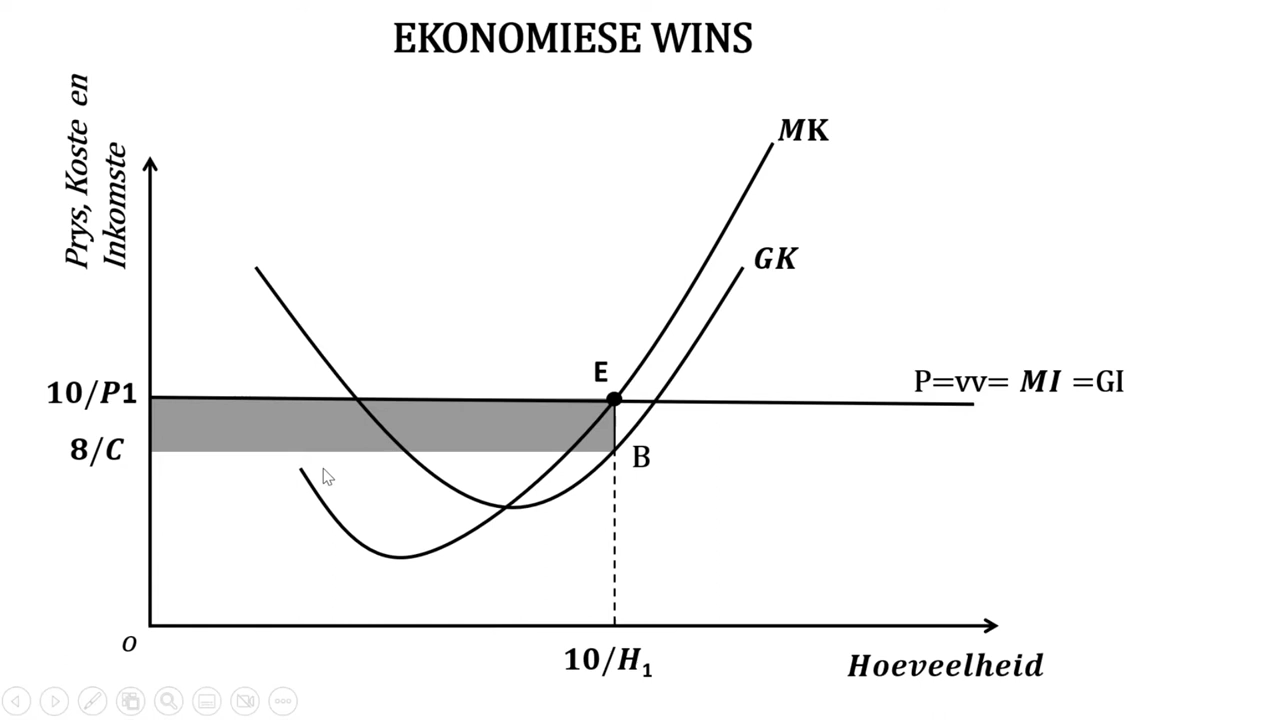 EKONOMIESE WINS
Prys, Koste en
Inkomste
MK
GK
E
P=vv= MI =GI
10/P1
8/C
B
O
10/H₁
Hoeveelheid